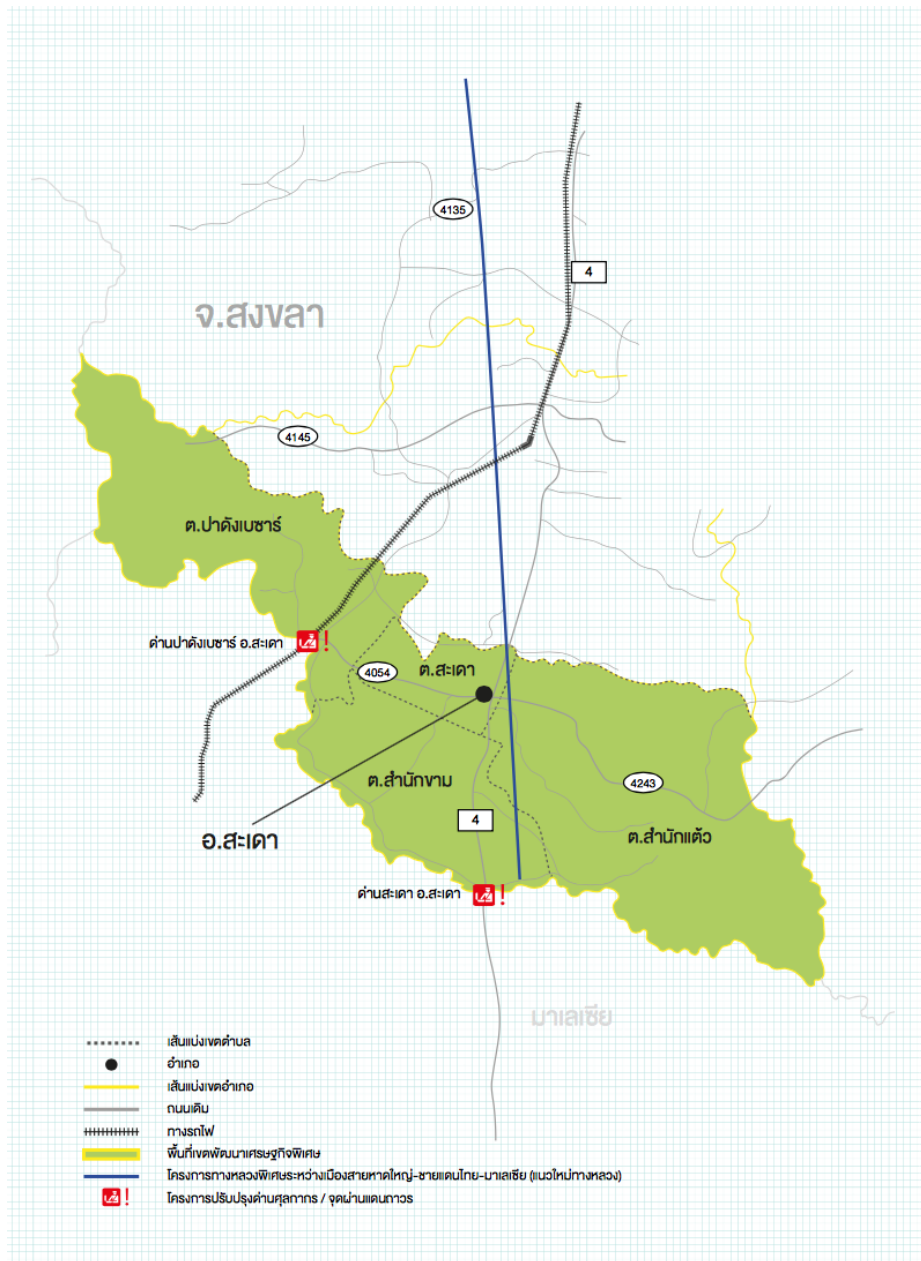 4135
4
จ.สงขลา
4145
ต.ปาดังเบซาร์
ด่านปาดังเบซาร์ อ.สะเดา
!
4054
ต.สะเดา
ต.สำนักขาม
4243
4
อ.สะเดา
ต.สำนักแต้ว
ด่านสะเดา อ.สะเดา
!
มาเลเซีย
เส้นแบ่งเขตตำบล
อำเภอ
เส้นแบ่งเขตอำเภอ
ถนนเดิม
ทางรถไฟ
พื้นที่เขตพัฒนาเศรษฐกิจพิเศษ
โครงการทางหลวงพิเศษระหว่างเมืองสายหาดใหญ่-ชายแดนไทย-มาเลเซีย (แนวใหม่ทางหลวง)
! โครงการปรับปรุงด่านศุลกากร / จุดผ่านแดนถาวร